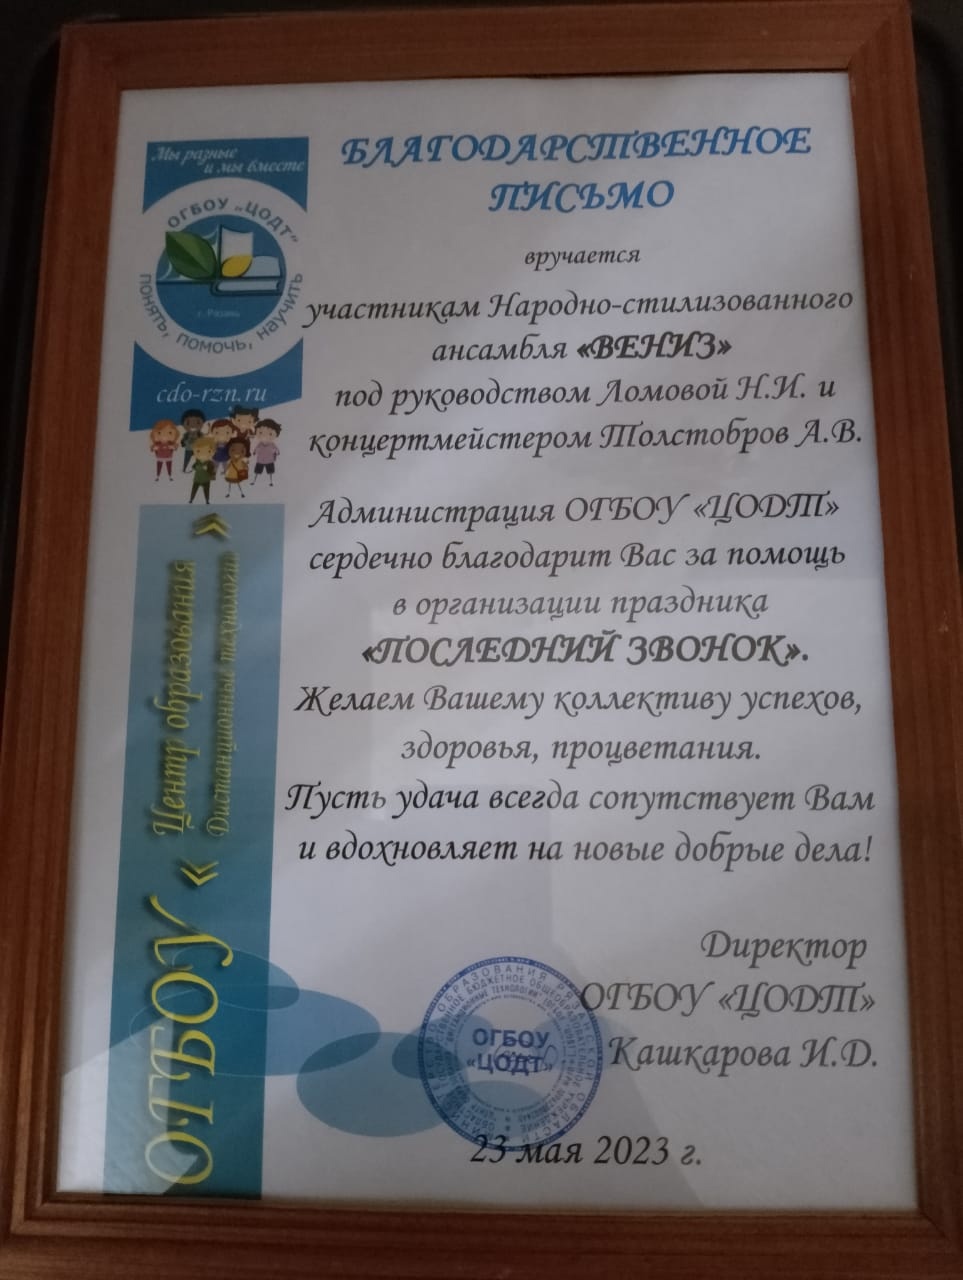 Мы разные
и мы вместе
ОГБОУ „ЦОДТ"
г. Рязань
ПОНЯТЬ, ПОМОЧЬ, НАУЧИТЬ
cdo-rzn.ru
ОГБОУ « Центр образования
Дистанционные технологии »
БЛАГОДАРСТВЕННОЕ
ПИСЬМО
вручается
участникам Народно-стилизованного
ансамбля «ВЕНИЗ»
под руководством Ломовой Н.И. и
концертмейстером Толстобров А.В.
Администрация ОГБОУ «ЦОДТ»
сердечно благодарит Вас за помощь
в организации праздника
«ПОСЛЕДНИЙ ЗВОНОК».
Желаем Вашему коллективу успехов,
здоровья, процветания.
Пусть удача всегда сопутствует Вам
и вдохновляет на новые добрые дела!
Директор
ОГБОУ «ЦОДТ»
Кашкарова И.Д.
ОГБОУ
«ЦОДТ»
23 мая 2023 г.